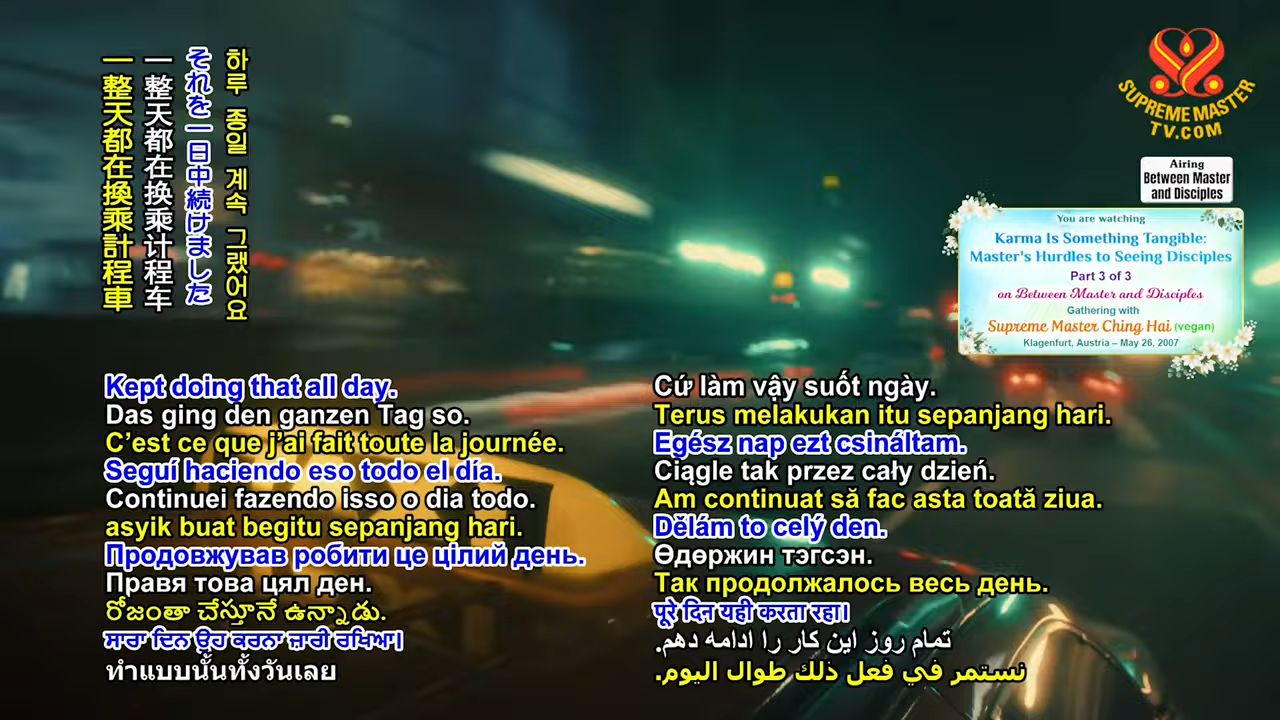 하루 종일 계속 그랬어요
それを一日中続けました
一整天都在换乘计程车
一整天都在換乘計程車
SUPREME MASTER
TV.COM
Airing
Between Master
and Disciples
You are watching
Karma Is Something Tangible:
Master's Hurdles to Seeing Disciples
Part 3 of 3
on Between Master and Disciples
Gathering with
Supreme Master Ching Hai (vegan)
Klagenfurt, Austria – May 26, 2007
Kept doing that all day.
Das ging den ganzen Tag so.
C'est ce que j'ai fait toute la journée.
Seguí haciendo eso todo el día.
Continuei fazendo isso o dia todo.
asyik buat begitu sepanjang hari.
Продовжував робити це цілий день.
Правя това цял ден.
రోజంతా చేస్తూనే ఉన్నాడు.
ਸਾਰਾ ਦਿਨ ਉਹ ਕਰਨਾ ਜ਼ਾਰੀ ਰਖਿਆ।
ทำแบบนั้นทั้งวันเลย
Cứ làm vậy suốt ngày.
Terus melakukan itu sepanjang hari.
Egész nap ezt csináltam.
Ciągle tak przez cały dzień.
Am continuat să fac asta toată ziua.
Dělám to celý den.
Өдөржин тэгсэн.
Так продолжалось весь день.
पूरे दिन यही करता रहा।
تمام روز این کار را ادامه دهم.
نستمر في فعل ذلك طوال اليوم.